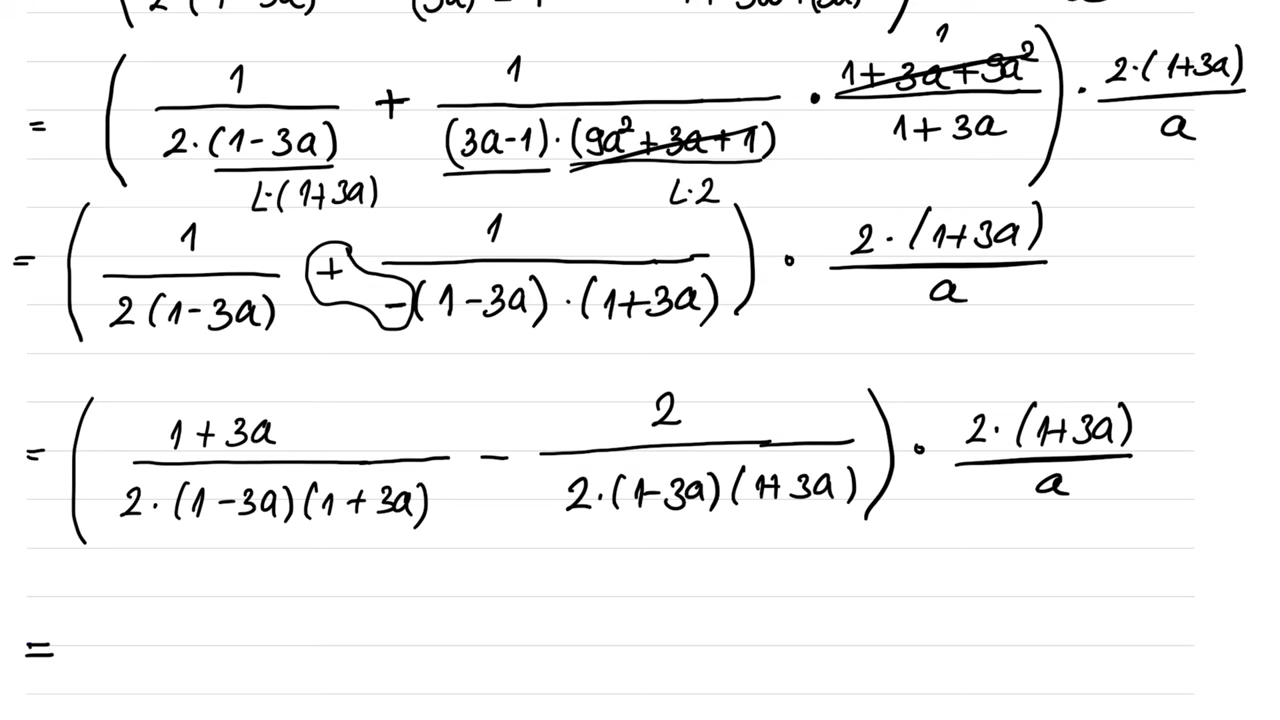 = ( 1 / (2·(1-3a)) + 1 / ((3a-1)·(9a²+3a+1)) · (1+3a+9a²) / (1+3a) ) · 2·(1+3a) / a
1
L·(1+3a) L·2
= ( 1 / (2(1-3a)) + 1 / (-(1-3a)·(1+3a)) ) · 2·(1+3a) / a
= ( (1+3a) / (2·(1-3a)(1+3a)) - 2 / (2·(1-3a)(1+3a)) ) · 2·(1+3a) / a
=